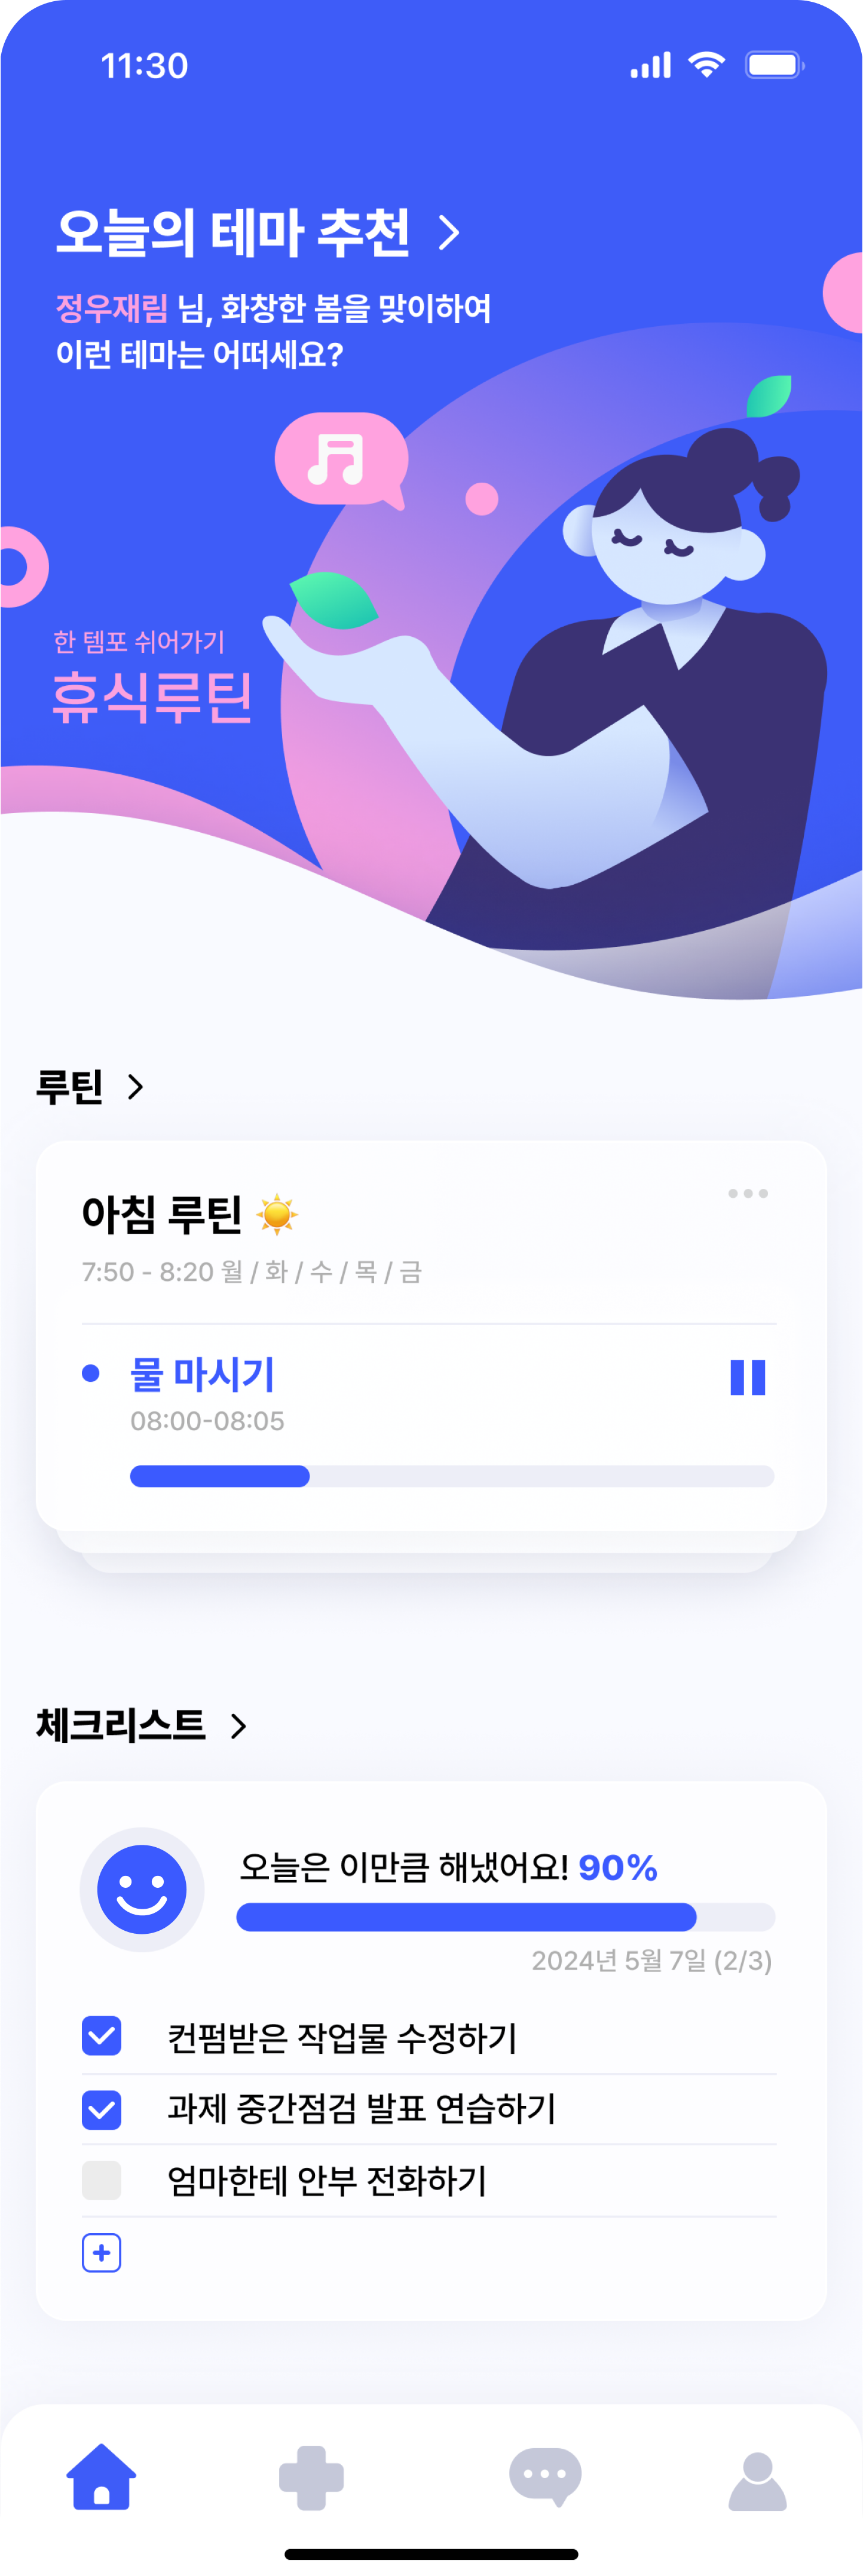 11:30
오늘의 테마 추천
정우재림 님, 화창한 봄을 맞이하여
이런 테마는 어떠세요?
한 템포 쉬어가기
휴식루틴
루틴
아침 루틴
7:50 - 8:20 월 / 화 / 수 / 목 / 금
물 마시기
08:00-08:05
체크리스트
오늘은 이만큼 해냈어요! 90%
2024년 5월 7일 (2/3)
컨펌받은 작업물 수정하기
과제 중간점검 발표 연습하기
엄마한테 안부 전화하기